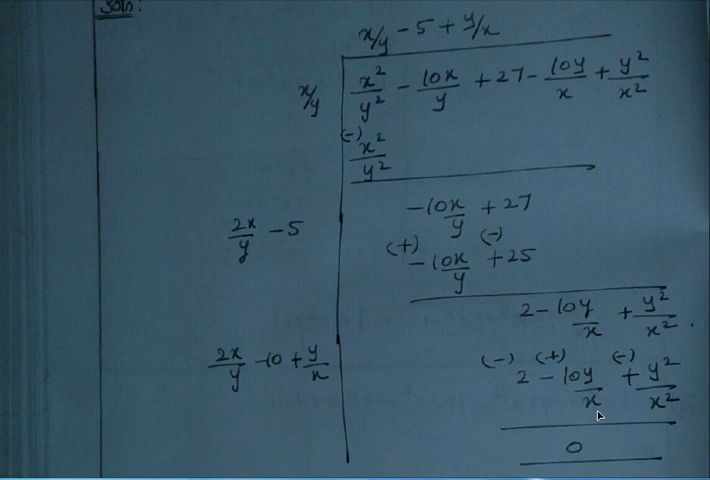 Soln:
x/y - 5 + y/x
x/y x²/y² - 10x/y + 27 - 10y/x + y²/x²
(-) x²/y²
-10x/y + 27
2x/y - 5 (+) (-)
-10x/y + 25
2 - 10y/x + y²/x².
(-) (+) (-)
2x/y - 10 + y/x 2 - 10y/x + y²/x²
0